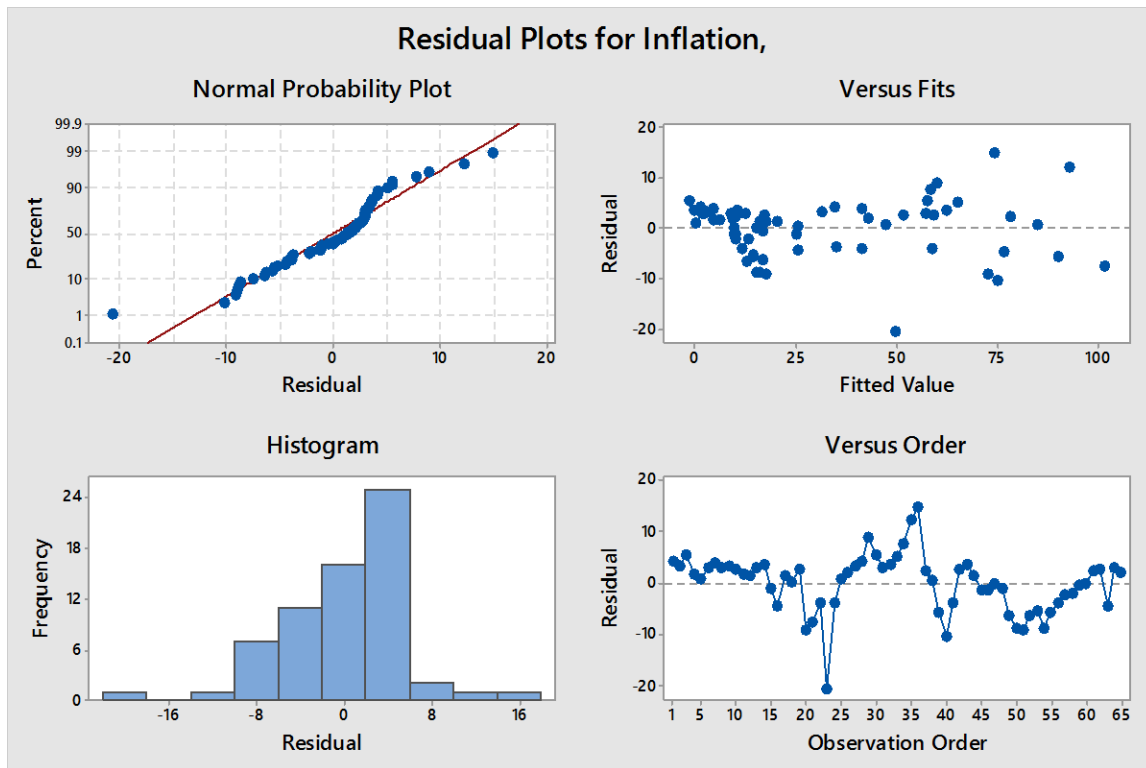 Residual Plots for Inflation,
Normal Probability Plot
99.9
99
90
50
10
1
0.1
Percent
-20 -10 0 10 20
Residual
Versus Fits
20
10
0
-10
-20
Residual
0 25 50 75 100
Fitted Value
Histogram
24
18
12
6
0
Frequency
-16 -8 0 8 16
Residual
Versus Order
20
10
0
-10
-20
Residual
1 5 10 15 20 25 30 35 40 45 50 55 60 65
Observation Order